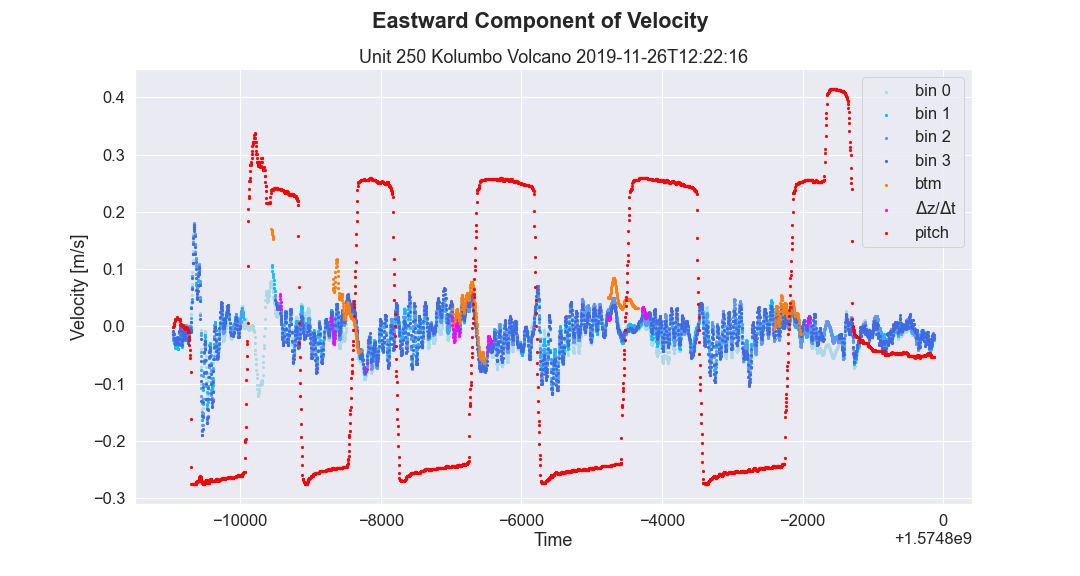 Eastward Component of Velocity
Unit 250 Kolumbo Volcano 2019-11-26T12:22:16
0.4
0.3
0.2
0.1
0.0
−0.1
−0.2
−0.3
Velocity [m/s]
bin 0
bin 1
bin 2
bin 3
btm
Δz/Δt
pitch
−10000 −8000 −6000 −4000 −2000 0
Time
+1.5748e9